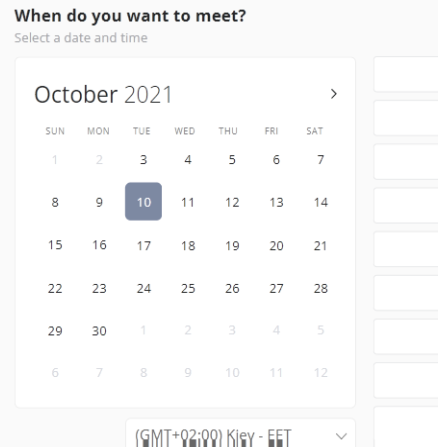 When do you want to meet?
Select a date and time
October 2021
SUN MON TUE WED THU FRI SAT
1 2 3 4 5 6 7
8 9 10 11 12 13 14
15 16 17 18 19 20 21
22 23 24 25 26 27 28
29 30 1 2 3 4 5
6 7 8 9 10 11 12
(GMT+02:00) Kiev - EET